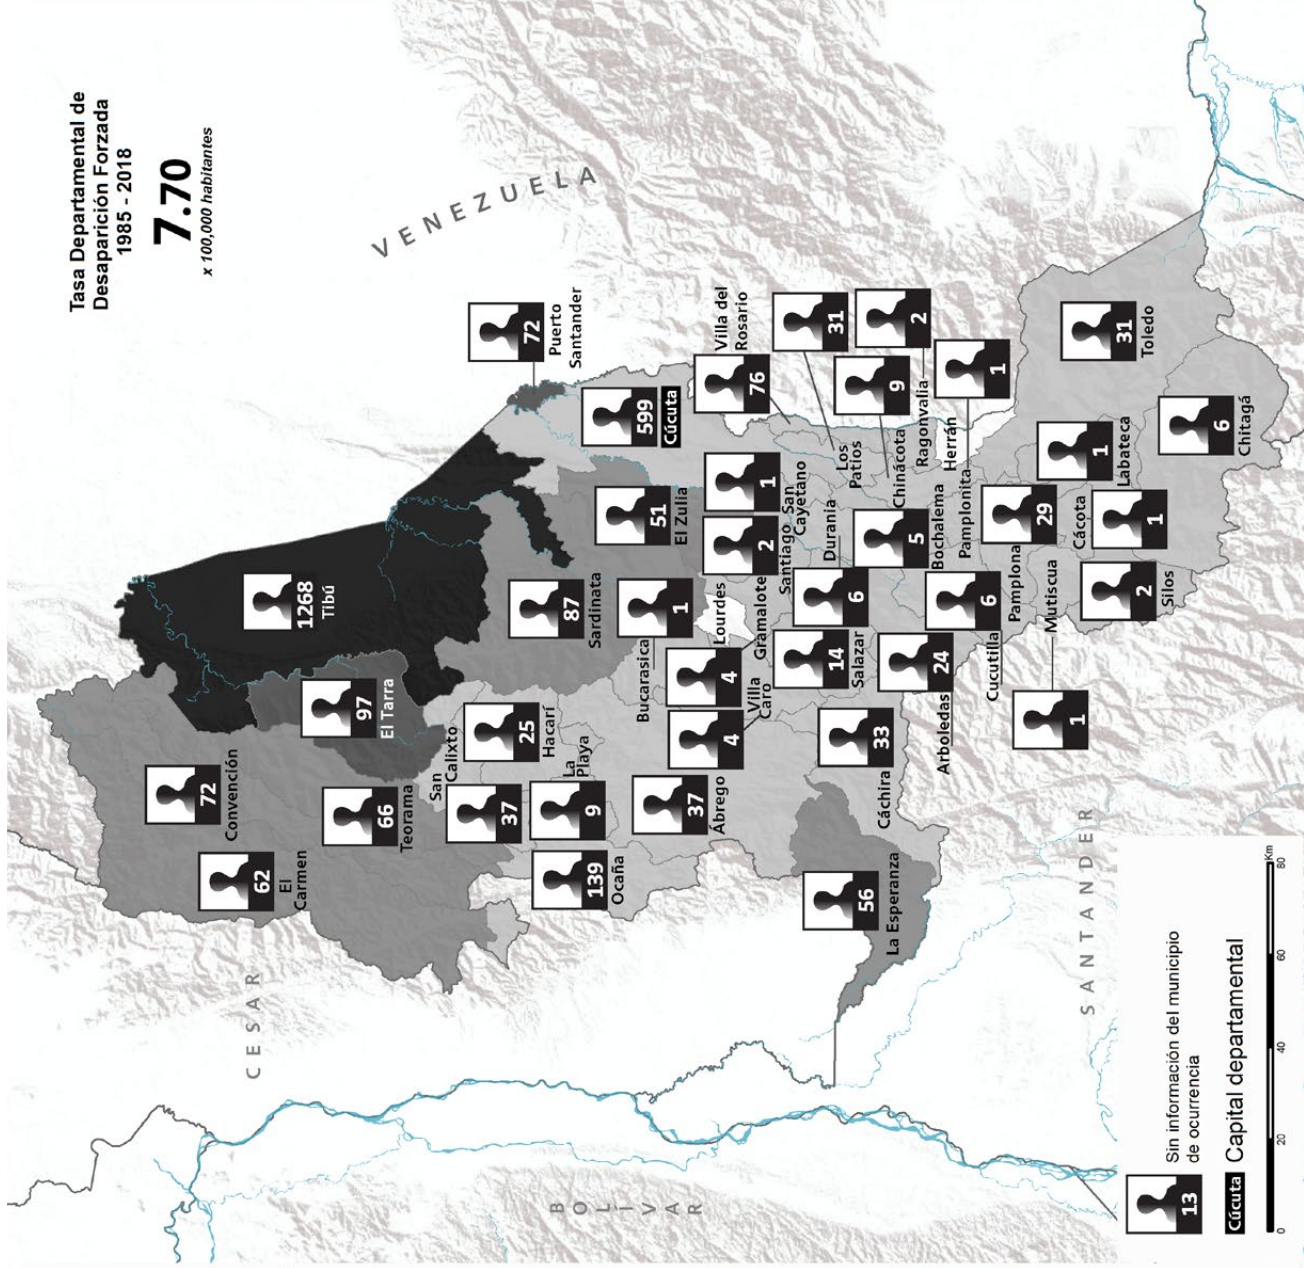 Tasa Departamental de
Desaparición Forzada
1985 - 2018
7.70
x 100,000 habitantes
VENEZUELA
CESAR
BOLÍVAR
SANTANDER
72
Convención
62
El
Carmen
1268
Tibú
97
El Tarra
66
Teorama
San
Calixto
37
25
Hacarí
La
Playa
9
139
Ocaña
72
Puerto
Santander
599
Cúcuta
87
Sardinata
51
El Zulia
Bucarasica
1
37
Ábrego
Lourdes
Gramalote
4
Villa
Caro
4
2
Santiago
1
San
Cayetano
Villa del
Rosario
76
31
Los
Patios
Durania
6
14
Salazar
33
Cáchira
56
La Esperanza
9
Chinácota
2
Ragonvalia
Herrán
5
Bochalema
1
Pamplonita
24
Arboledas
6
Cucutilla
29
Pamplona
Mutiscua
1
1
Labateca
Cácota
1
2
Silos
31
Toledo
6
Chitagá
13
Sin información del municipio
de ocurrencia
Cúcuta Capital departamental
0 20 40 60 80 Km